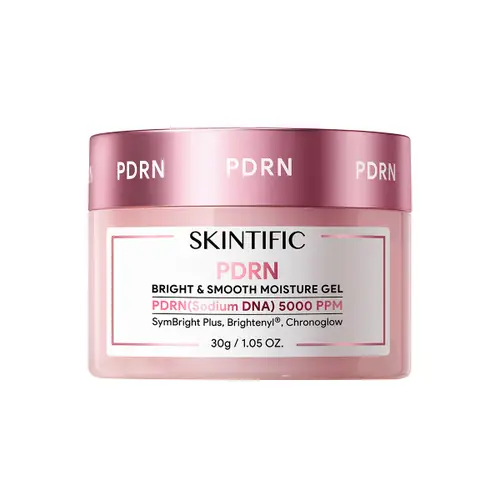 PDRN PDRN PDRN
SKINTIFIC
PDRN
BRIGHT & SMOOTH MOISTURE GEL
PDRN(Sodium DNA) 5000 PPM
SymBright Plus, Brightenyl®, Chronoglow
30g / 1.05 OZ.